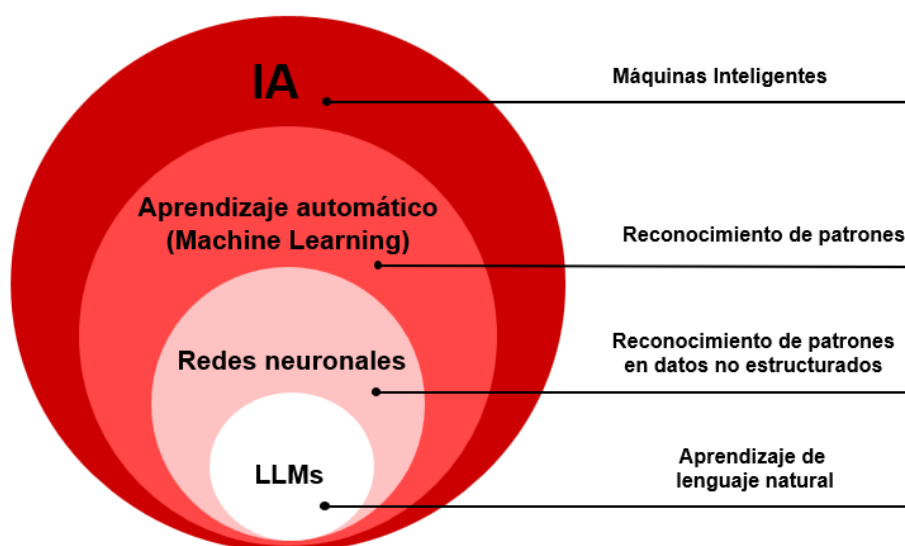 IA
Máquinas Inteligentes
Aprendizaje automático
(Machine Learning)
Reconocimiento de patrones
Redes neuronales
Reconocimiento de patrones
en datos no estructurados
LLMs
Aprendizaje de
lenguaje natural